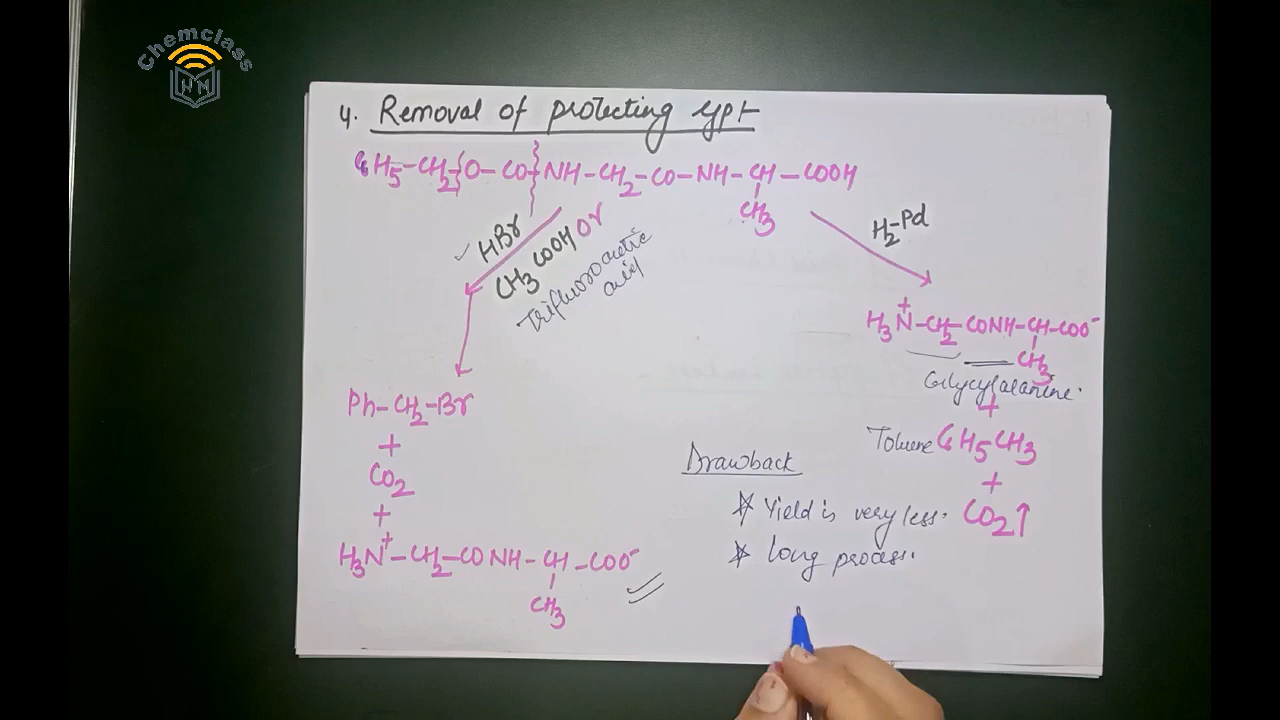 Chemclass
NM
4. Removal of protecting gpt
C6H5-CH2-O-CO-NH-CH2-CO-NH-CH-COOH
CH3
HBr
CH3COOH Or
Trifluoroacetic
acid
H2-Pd
H3N+-CH2-CONH-CH-COO-
CH3
Glycylalanine.
+
Toluene C6H5CH3
+
CO2↑
Ph-CH2-Br
+
CO2
+
H3N+-CH2-CONH-CH-COO-
CH3
Drawback
* Yield is very less.
* Long process.